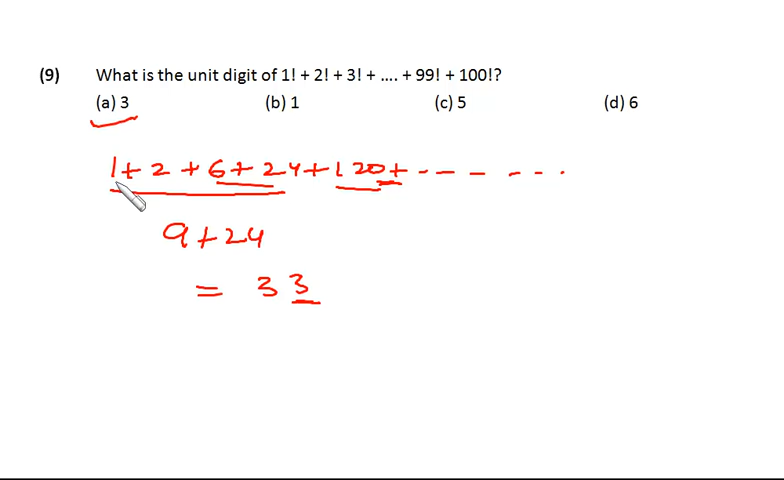 (9) What is the unit digit of 1! + 2! + 3! + .... + 99! + 100!?
(a) 3 (b) 1 (c) 5 (d) 6
1 + 2 + 6 + 24 + 120 + - - - - - -
9 + 24
= 33